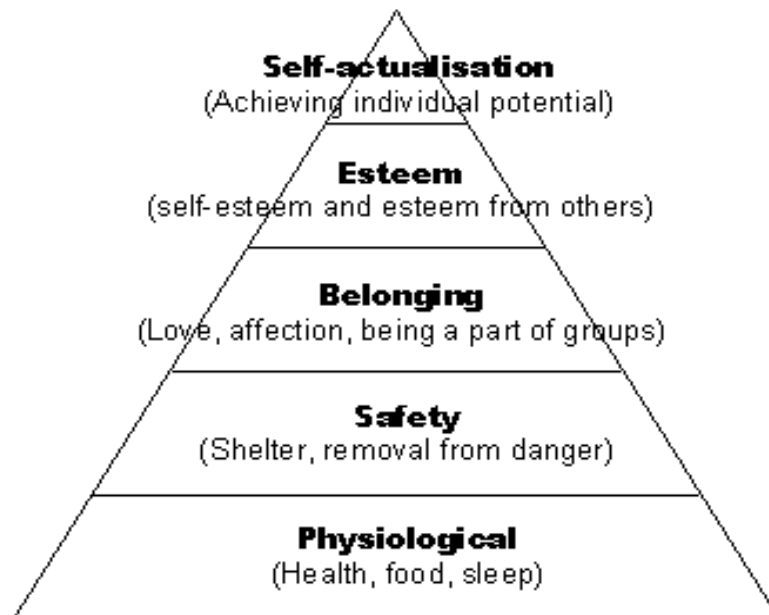 Self-actualisation
(Achieving individual potential)
Esteem
(self-esteem and esteem from others)
Belonging
(Love, affection, being a part of groups)
Safety
(Shelter, removal from danger)
Physiological
(Health, food, sleep)